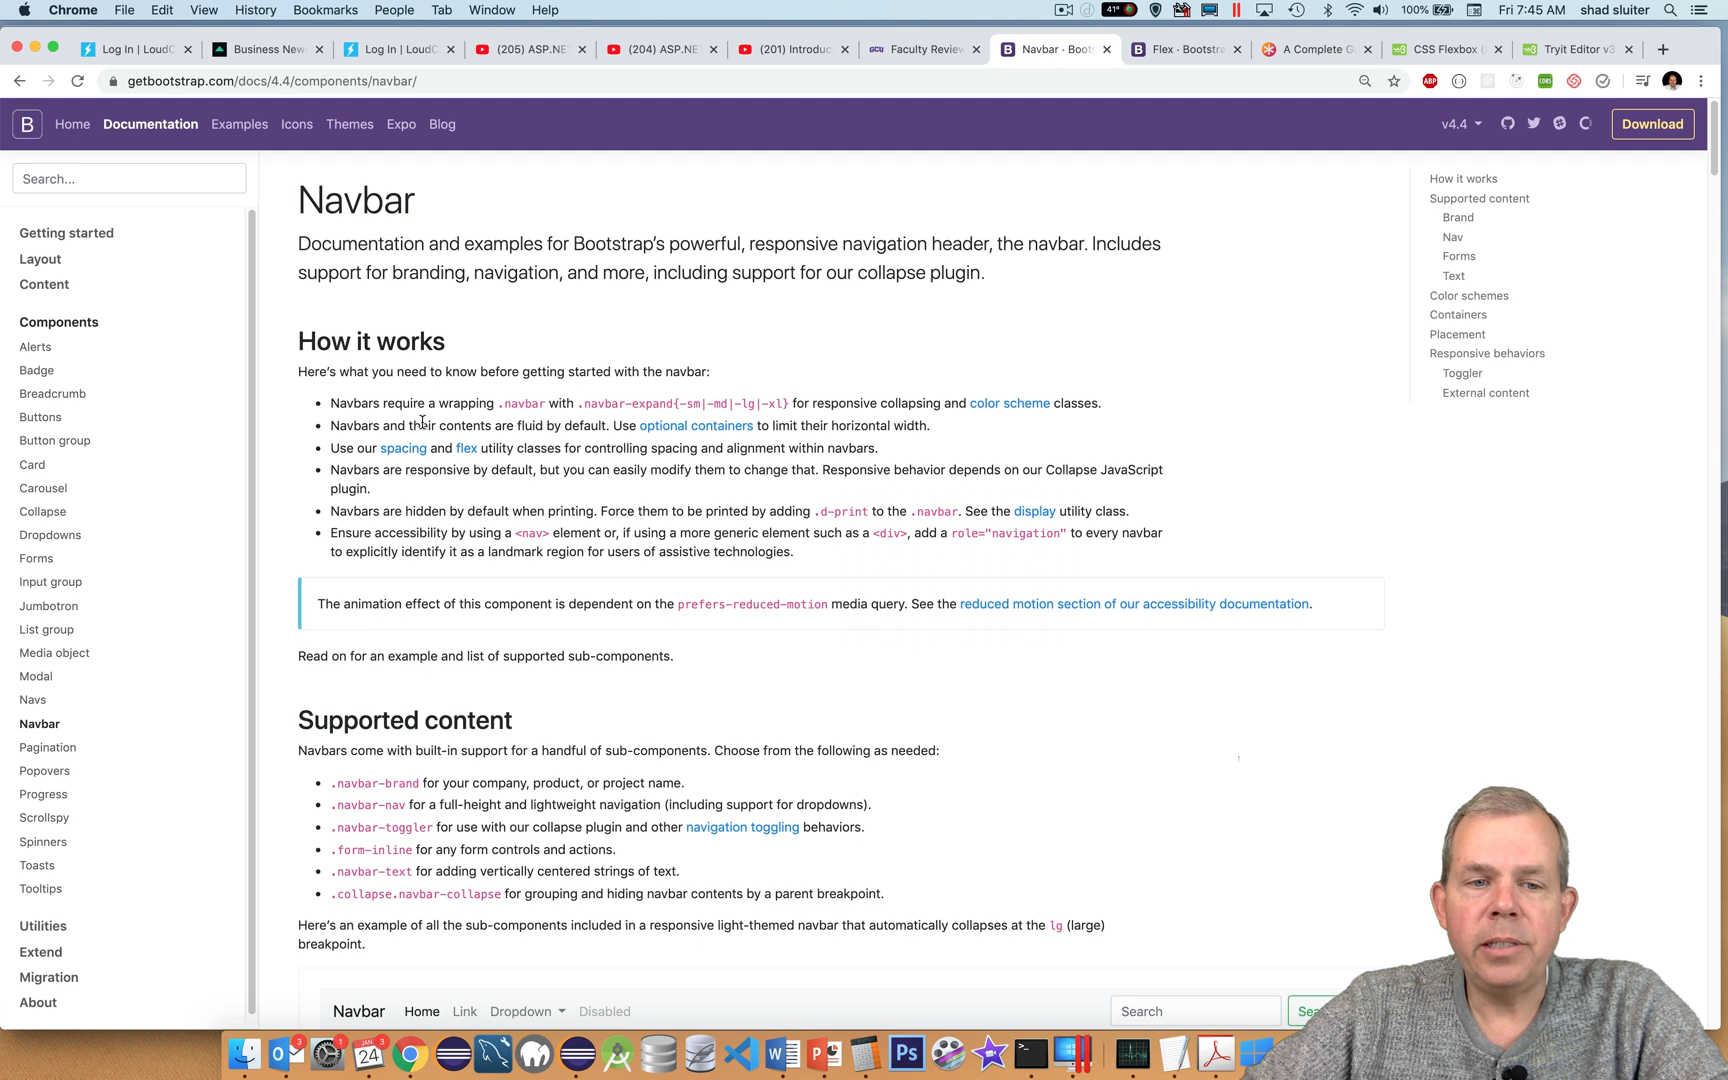 Chrome File Edit View History Bookmarks People Tab Window Help
41° 100% Fri 7:45 AM shad sluiter
Log In | LoudC
Business New
Log In | LoudC
(205) ASP.NE
(204) ASP.NE
(201) Introduc
GCU Faculty Review
Navbar · Boots
Flex · Bootstra
A Complete G
CSS Flexbox (
Tryit Editor v3
getbootstrap.com/docs/4.4/components/navbar/
ABP
CORS
B Home Documentation Examples Icons Themes Expo Blog v4.4 Download
Search...
Getting started
Layout
Content
Components
Alerts
Badge
Breadcrumb
Buttons
Button group
Card
Carousel
Collapse
Dropdowns
Forms
Input group
Jumbotron
List group
Media object
Modal
Navs
Navbar
Pagination
Popovers
Progress
Scrollspy
Spinners
Toasts
Tooltips
Utilities
Extend
Migration
About
Navbar
Documentation and examples for Bootstrap's powerful, responsive navigation header, the navbar. Includes
support for branding, navigation, and more, including support for our collapse plugin.
How it works
Here's what you need to know before getting started with the navbar:
• Navbars require a wrapping .navbar with .navbar-expand{-sm|-md|-lg|-xl} for responsive collapsing and color scheme classes.
• Navbars and their contents are fluid by default. Use optional containers to limit their horizontal width.
• Use our spacing and flex utility classes for controlling spacing and alignment within navbars.
• Navbars are responsive by default, but you can easily modify them to change that. Responsive behavior depends on our Collapse JavaScript
plugin.
• Navbars are hidden by default when printing. Force them to be printed by adding .d-print to the .navbar. See the display utility class.
• Ensure accessibility by using a <nav> element or, if using a more generic element such as a <div>, add a role="navigation" to every navbar
to explicitly identify it as a landmark region for users of assistive technologies.
The animation effect of this component is dependent on the prefers-reduced-motion media query. See the reduced motion section of our accessibility documentation.
Read on for an example and list of supported sub-components.
Supported content
Navbars come with built-in support for a handful of sub-components. Choose from the following as needed:
• .navbar-brand for your company, product, or project name.
• .navbar-nav for a full-height and lightweight navigation (including support for dropdowns).
• .navbar-toggler for use with our collapse plugin and other navigation toggling behaviors.
• .form-inline for any form controls and actions.
• .navbar-text for adding vertically centered strings of text.
• .collapse.navbar-collapse for grouping and hiding navbar contents by a parent breakpoint.
Here's an example of all the sub-components included in a responsive light-themed navbar that automatically collapses at the lg (large)
breakpoint.
Navbar Home Link Dropdown Disabled Search Sea
How it works
Supported content
Brand
Nav
Forms
Text
Color schemes
Containers
Placement
Responsive behaviors
Toggler
External content
3 1 JAN 24 3 W P Ps